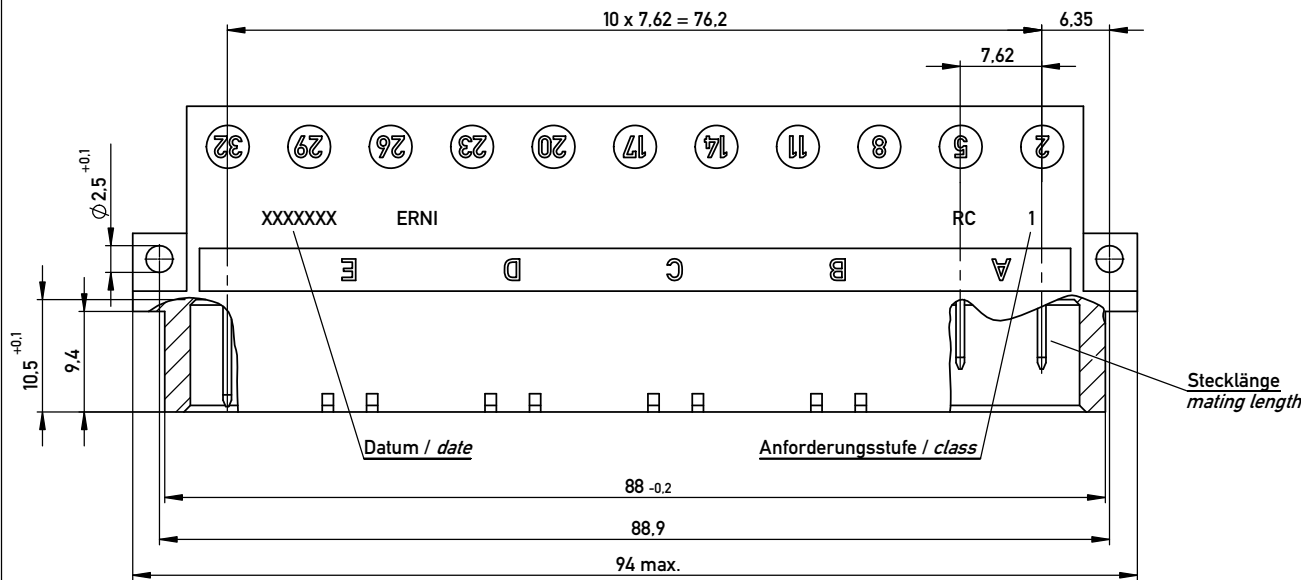 10 x 7,62 = 76,2
6,35
7,62
32 29 26 23 20 17 14 11 8 5 2
Ø 2,5 +0,1
XXXXXXX ERNI RC 1
E D C B A
10,5 +0,1
9,4
Stecklänge
mating length
Datum / date
Anforderungsstufe / class
88 -0,2
88,9
94 max.